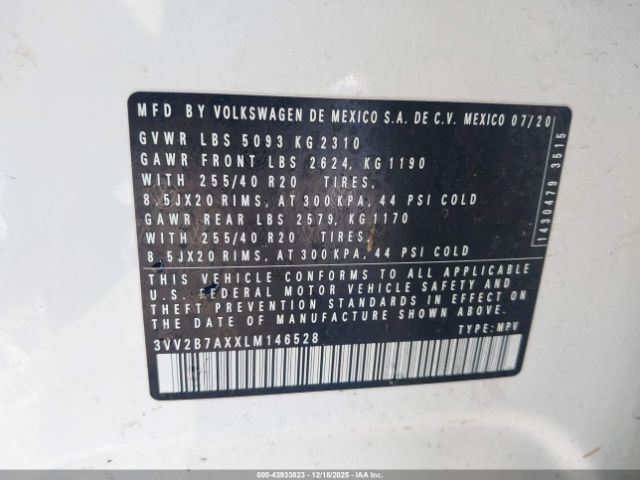 MFD BY VOLKSWAGEN DE MEXICO S.A. DE C.V. MEXICO 07/20
GVWR LBS 5093 KG 2310
GAWR FRONT LBS 2624, KG 1190
WITH 255/40 R20 TIRES,
8.5JX20 RIMS, AT 300 KPA, 44 PSI COLD
GAWR REAR LBS 2579, KG 1170
WITH 255/40 R20 TIRES,
8.5JX20 RIMS, AT 300 KPA, 44 PSI COLD
THIS VEHICLE CONFORMS TO ALL APPLICABLE
U.S. FEDERAL MOTOR VEHICLE SAFETY AND
THEFT PREVENTION STANDARDS IN EFFECT ON
THE DATE OF MANUFACTURE SHOWN ABOVE.
3VV2B7AXXLM146528 TYPE: MPV
1430479 3515
000-43933623 | 12/18/2025 - IAA Inc.